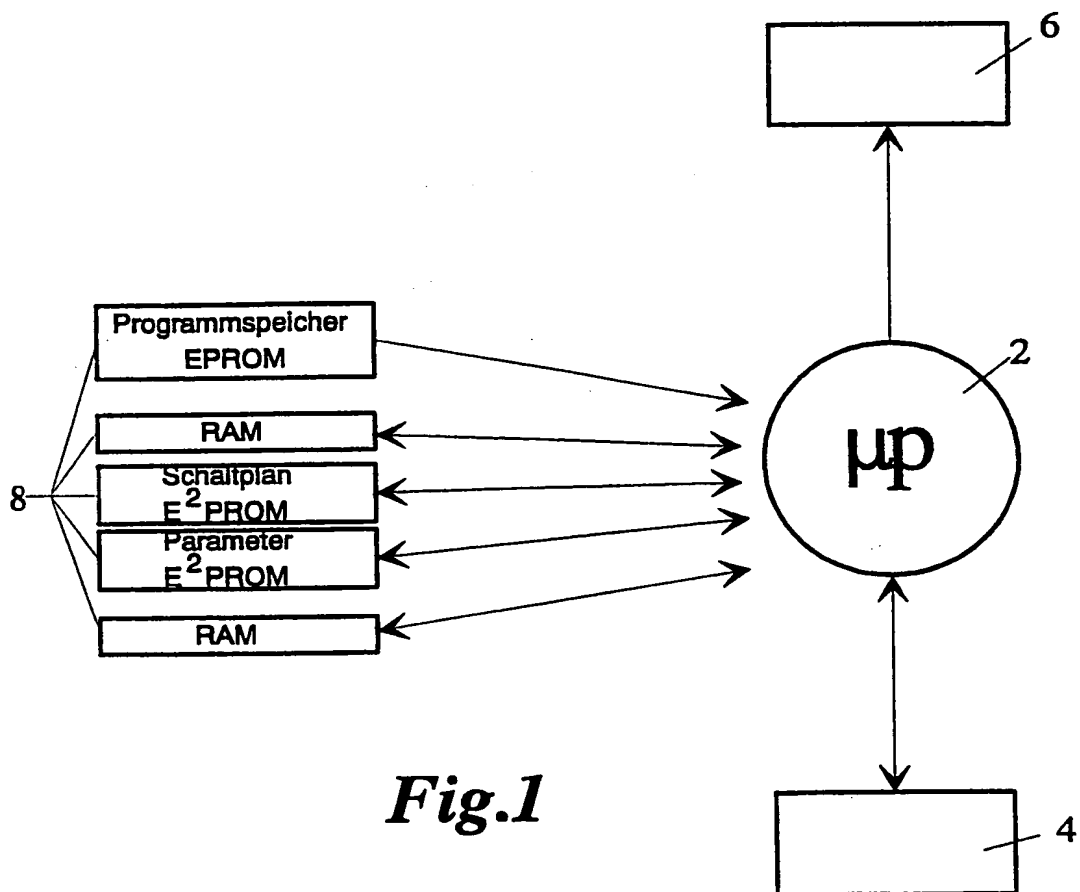 6
Programmspeicher
EPROM
2
RAM
µp
Schaltplan
E²PROM
8
Parameter
E²PROM
RAM
Fig.1
4